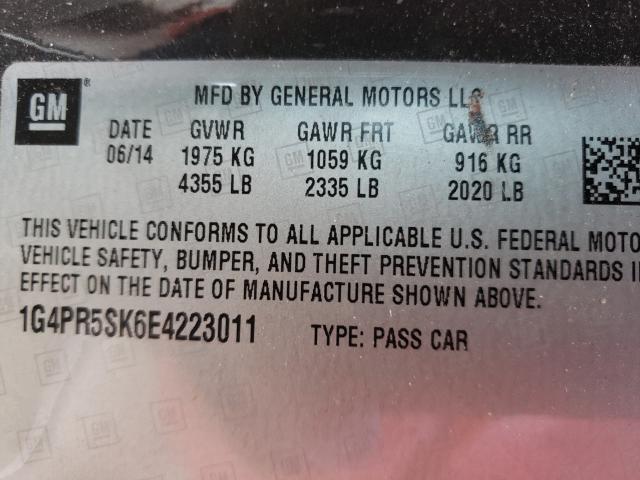 GM ®
MFD BY GENERAL MOTORS LLC
DATE GVWR GAWR FRT GAWR RR
06/14 1975 KG 1059 KG 916 KG
4355 LB 2335 LB 2020 LB
THIS VEHICLE CONFORMS TO ALL APPLICABLE U.S. FEDERAL MOTO
VEHICLE SAFETY, BUMPER, AND THEFT PREVENTION STANDARDS I
EFFECT ON THE DATE OF MANUFACTURE SHOWN ABOVE.
1G4PR5SK6E4223011 TYPE: PASS CAR